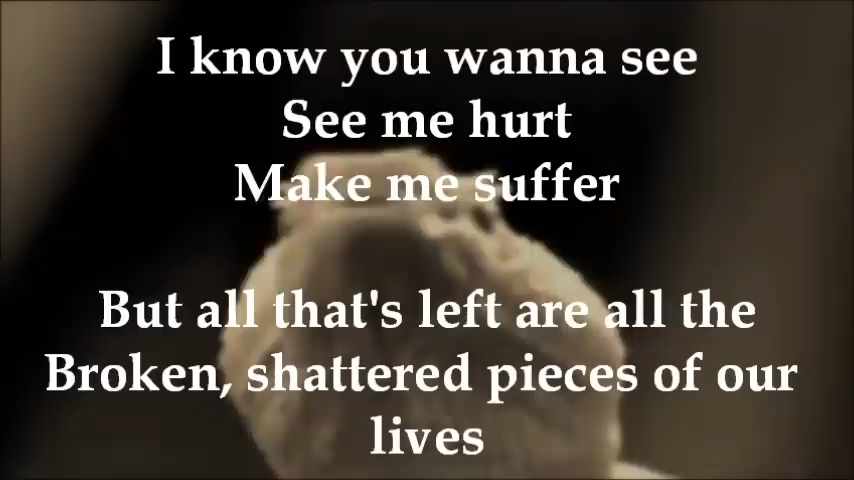 I know you wanna see
See me hurt
Make me suffer
But all that's left are all the
Broken, shattered pieces of our
lives